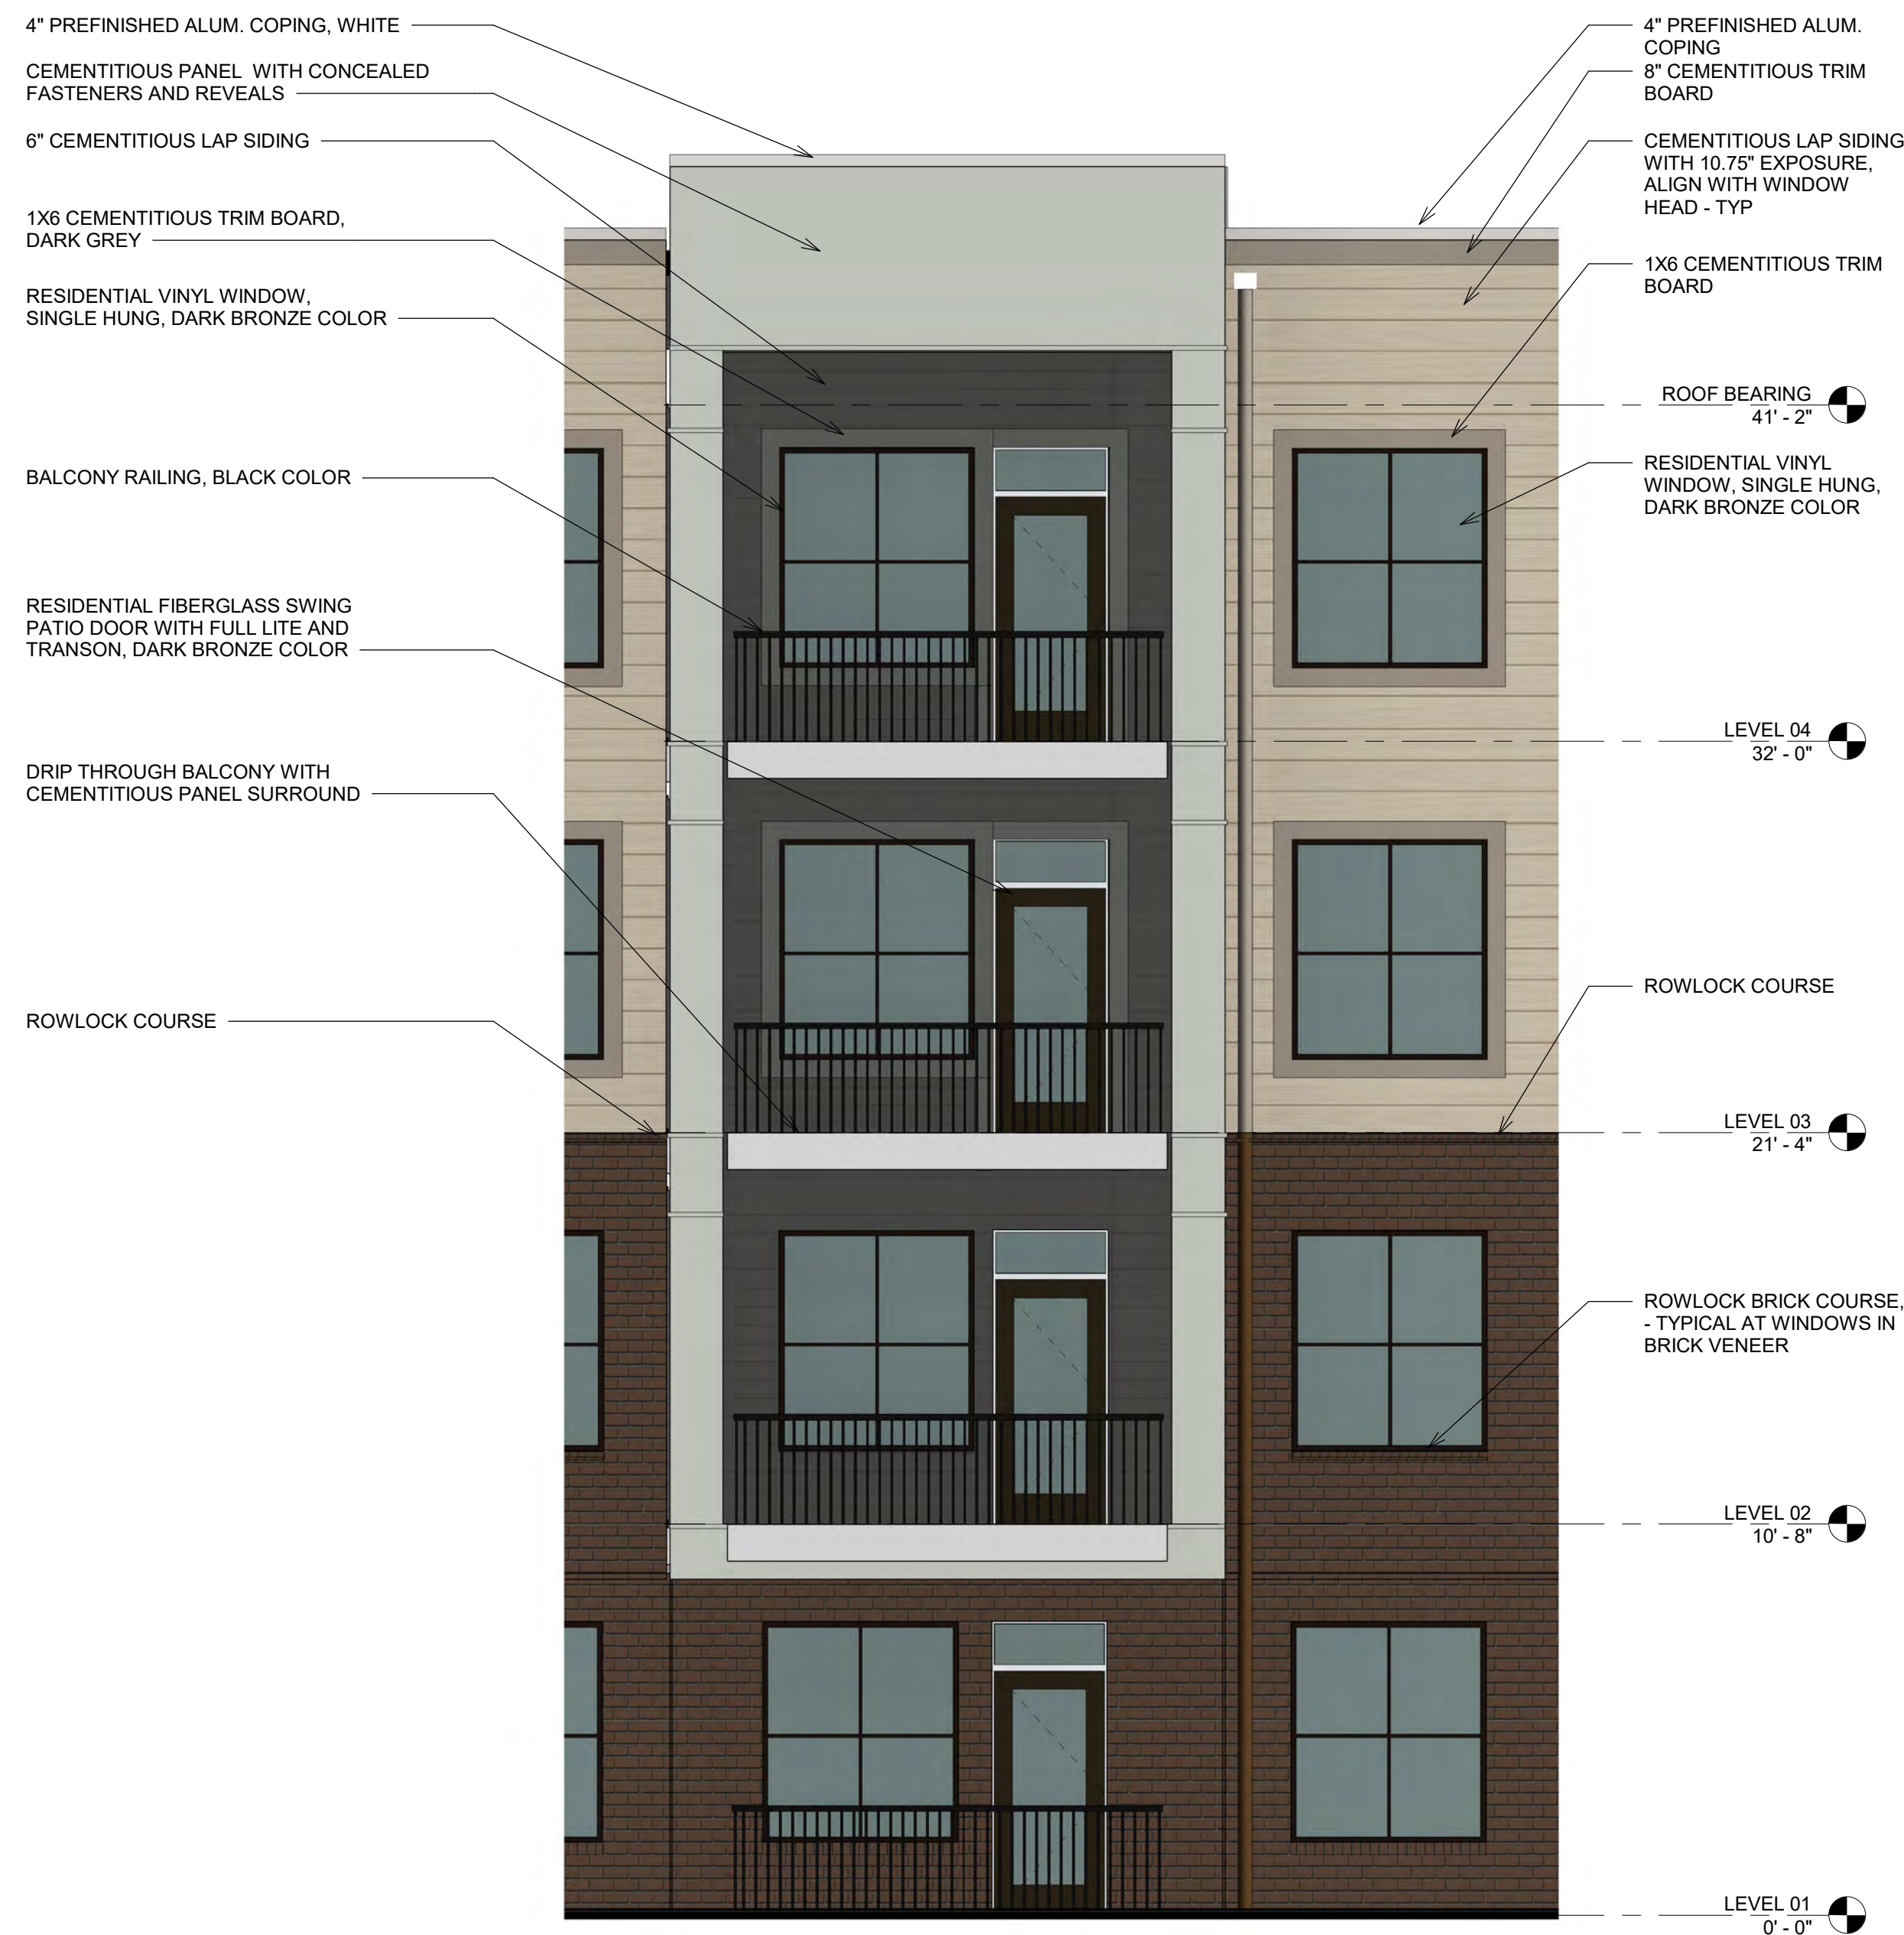 4" PREFINISHED ALUM. COPING, WHITE
CEMENTITIOUS PANEL WITH CONCEALED
FASTENERS AND REVEALS
6" CEMENTITIOUS LAP SIDING
1X6 CEMENTITIOUS TRIM BOARD,
DARK GREY
RESIDENTIAL VINYL WINDOW,
SINGLE HUNG, DARK BRONZE COLOR
BALCONY RAILING, BLACK COLOR
RESIDENTIAL FIBERGLASS SWING
PATIO DOOR WITH FULL LITE AND
TRANSON, DARK BRONZE COLOR
DRIP THROUGH BALCONY WITH
CEMENTITIOUS PANEL SURROUND
ROWLOCK COURSE
4" PREFINISHED ALUM.
COPING
8" CEMENTITIOUS TRIM
BOARD
CEMENTITIOUS LAP SIDING
WITH 10.75" EXPOSURE,
ALIGN WITH WINDOW
HEAD - TYP
1X6 CEMENTITIOUS TRIM
BOARD
ROOF BEARING
41' - 2"
RESIDENTIAL VINYL
WINDOW, SINGLE HUNG,
DARK BRONZE COLOR
LEVEL 04
32' - 0"
ROWLOCK COURSE
LEVEL 03
21' - 4"
ROWLOCK BRICK COURSE,
- TYPICAL AT WINDOWS IN
BRICK VENEER
LEVEL 02
10' - 8"
LEVEL 01
0' - 0"